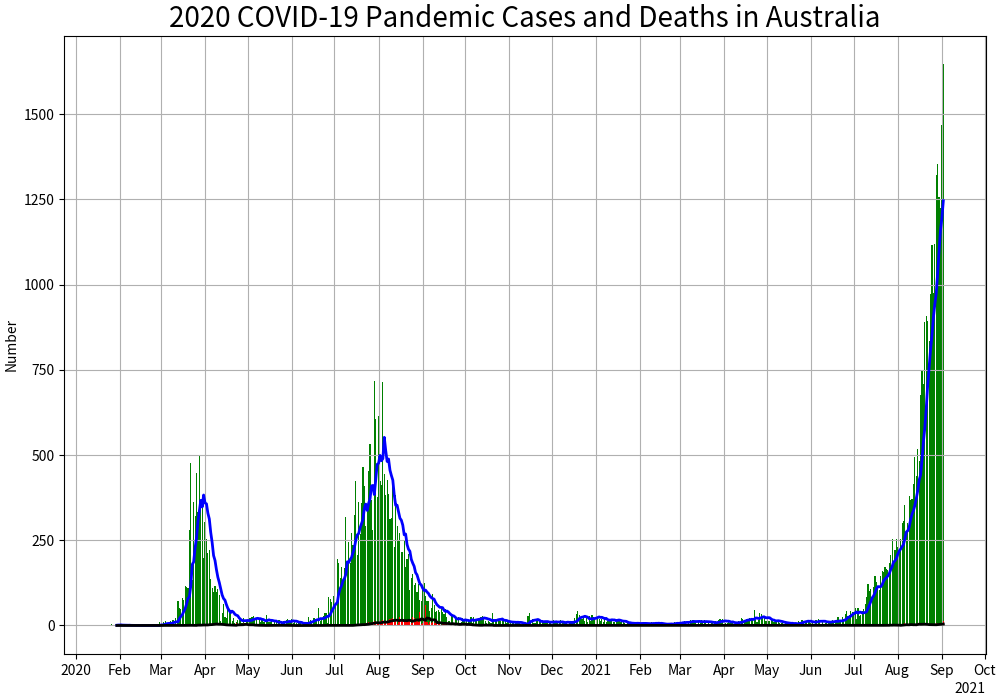 2020 COVID-19 Pandemic Cases and Deaths in Australia
Number
1500
1250
1000
750
500
250
0
2020 Feb Mar Apr May Jun Jul Aug Sep Oct Nov Dec 2021 Feb Mar Apr May Jun Jul Aug Sep Oct
2021